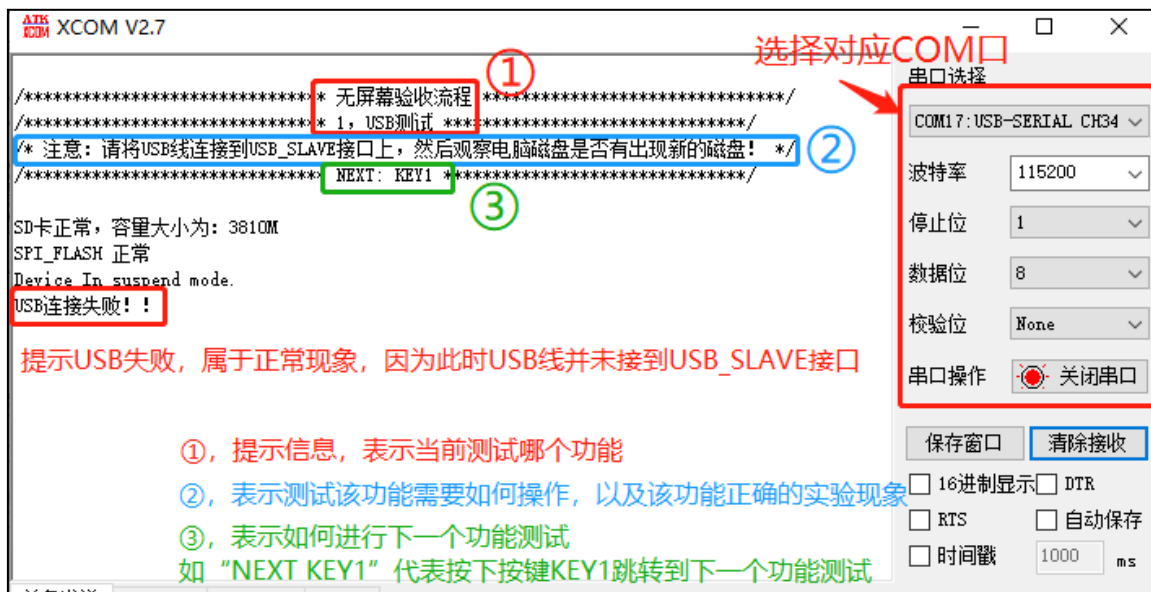 ATK XCOM XCOM V2.7
选择对应COM口
①
/******************************* 无屏幕验收流程 *******************************/
/******************************* 1, USB测试 *******************************/
/* 注意：请将USB线连接到USB_SLAVE接口上，然后观察电脑磁盘是否有出现新的磁盘！ */ ②
/******************************* NEXT: KEY1 *******************************/
③
SD卡正常，容量大小为：3810M
SPI_FLASH 正常
Device In suspend mode.
USB连接失败！！
提示USB失败，属于正常现象，因为此时USB线并未接到USB_SLAVE接口
①，提示信息，表示当前测试哪个功能
②，表示测试该功能需要如何操作，以及该功能正确的实验现象
③，表示如何进行下一个功能测试
如“NEXT KEY1”代表按下按键KEY1跳转到下一个功能测试
串口选择
COM17:USB-SERIAL CH34
波特率 115200
停止位 1
数据位 8
校验位 None
串口操作 关闭串口
保存窗口 清除接收
16进制显示 DTR
RTS 自动保存
时间戳 1000 ms